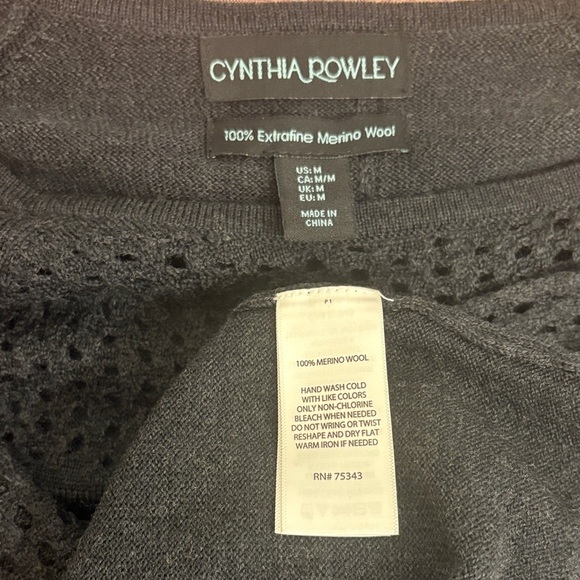 CYNTHIA ROWLEY
100% Extrafine Merino Wool
US: M
CA: M/M
UK: M
EU: M
MADE IN
CHINA
P1
100% MERINO WOOL
HAND WASH COLD
WITH LIKE COLORS
ONLY NON-CHLORINE
BLEACH WHEN NEEDED
DO NOT WRING OR TWIST
RESHAPE AND DRY FLAT
WARM IRON IF NEEDED
RN# 75343